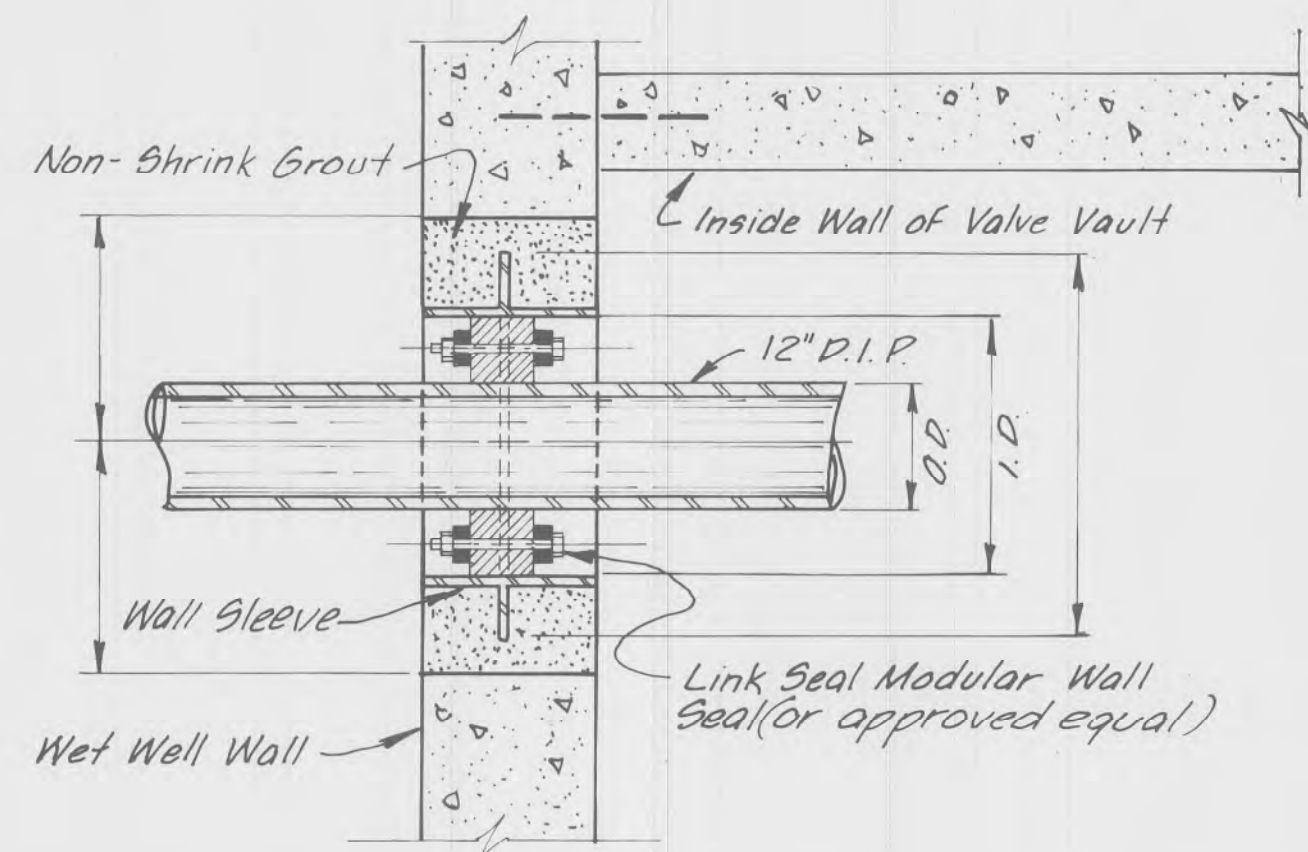 Non-Shrink Grout
Inside Wall of Valve Vault
12" D.I.P.
O.D.
I.D.
Wall Sleeve
Link Seal Modular Wall
Seal (or approved equal)
Wet Well Wall